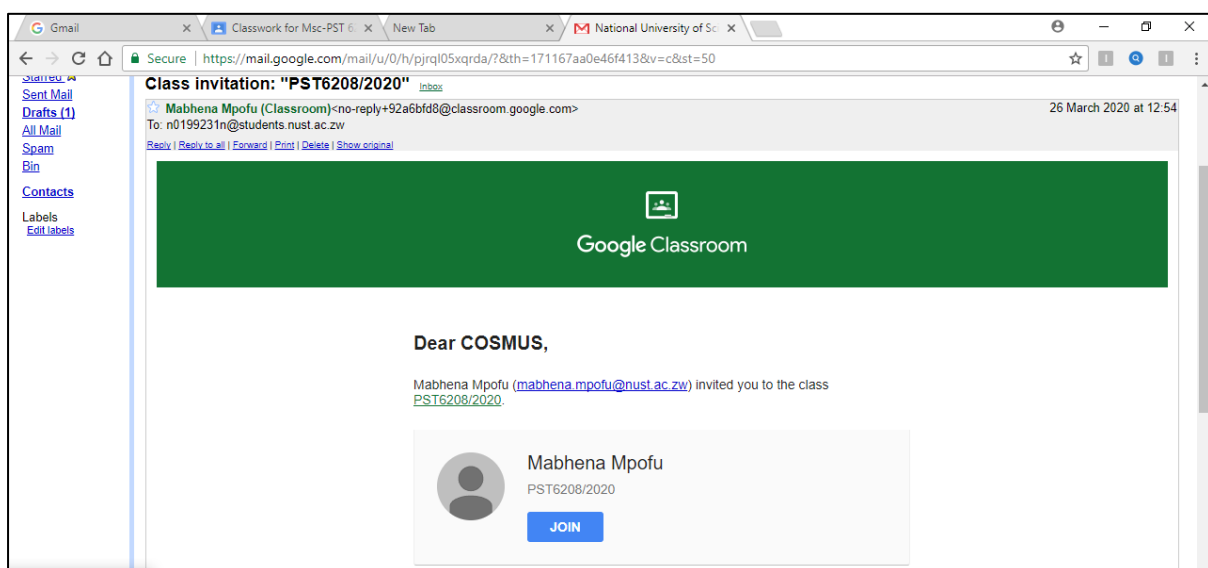 Gmail
Classwork for Msc-PST 6
New Tab
National University of Sc
Secure | https://mail.google.com/mail/u/0/h/pjrql05xqrda/?&th=171167aa0e46f413&v=c&st=50
Starred
Sent Mail
Drafts (1)
All Mail
Spam
Bin
Contacts
Labels
Edit labels
Class invitation: "PST6208/2020" Inbox
Mabhena Mpofu (Classroom)<no-reply+92a6bfd8@classroom.google.com> 26 March 2020 at 12:54
To: n0199231n@students.nust.ac.zw
Reply | Reply to all | Forward | Print | Delete | Show original
Google Classroom
Dear COSMUS,
Mabhena Mpofu (mabhena.mpofu@nust.ac.zw) invited you to the class
PST6208/2020.
Mabhena Mpofu
PST6208/2020
JOIN